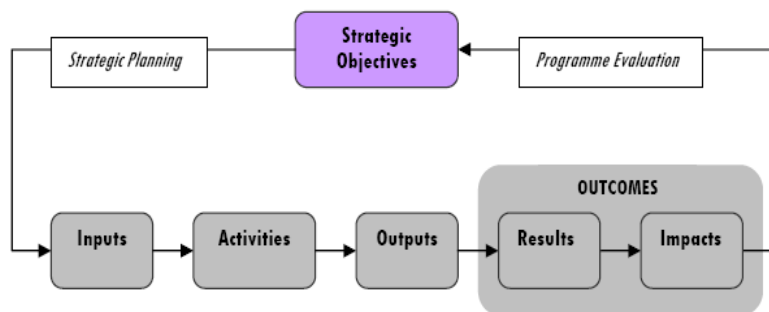 Strategic Planning
Strategic
Objectives
Programme Evaluation
OUTCOMES
Inputs
Activities
Outputs
Results
Impacts